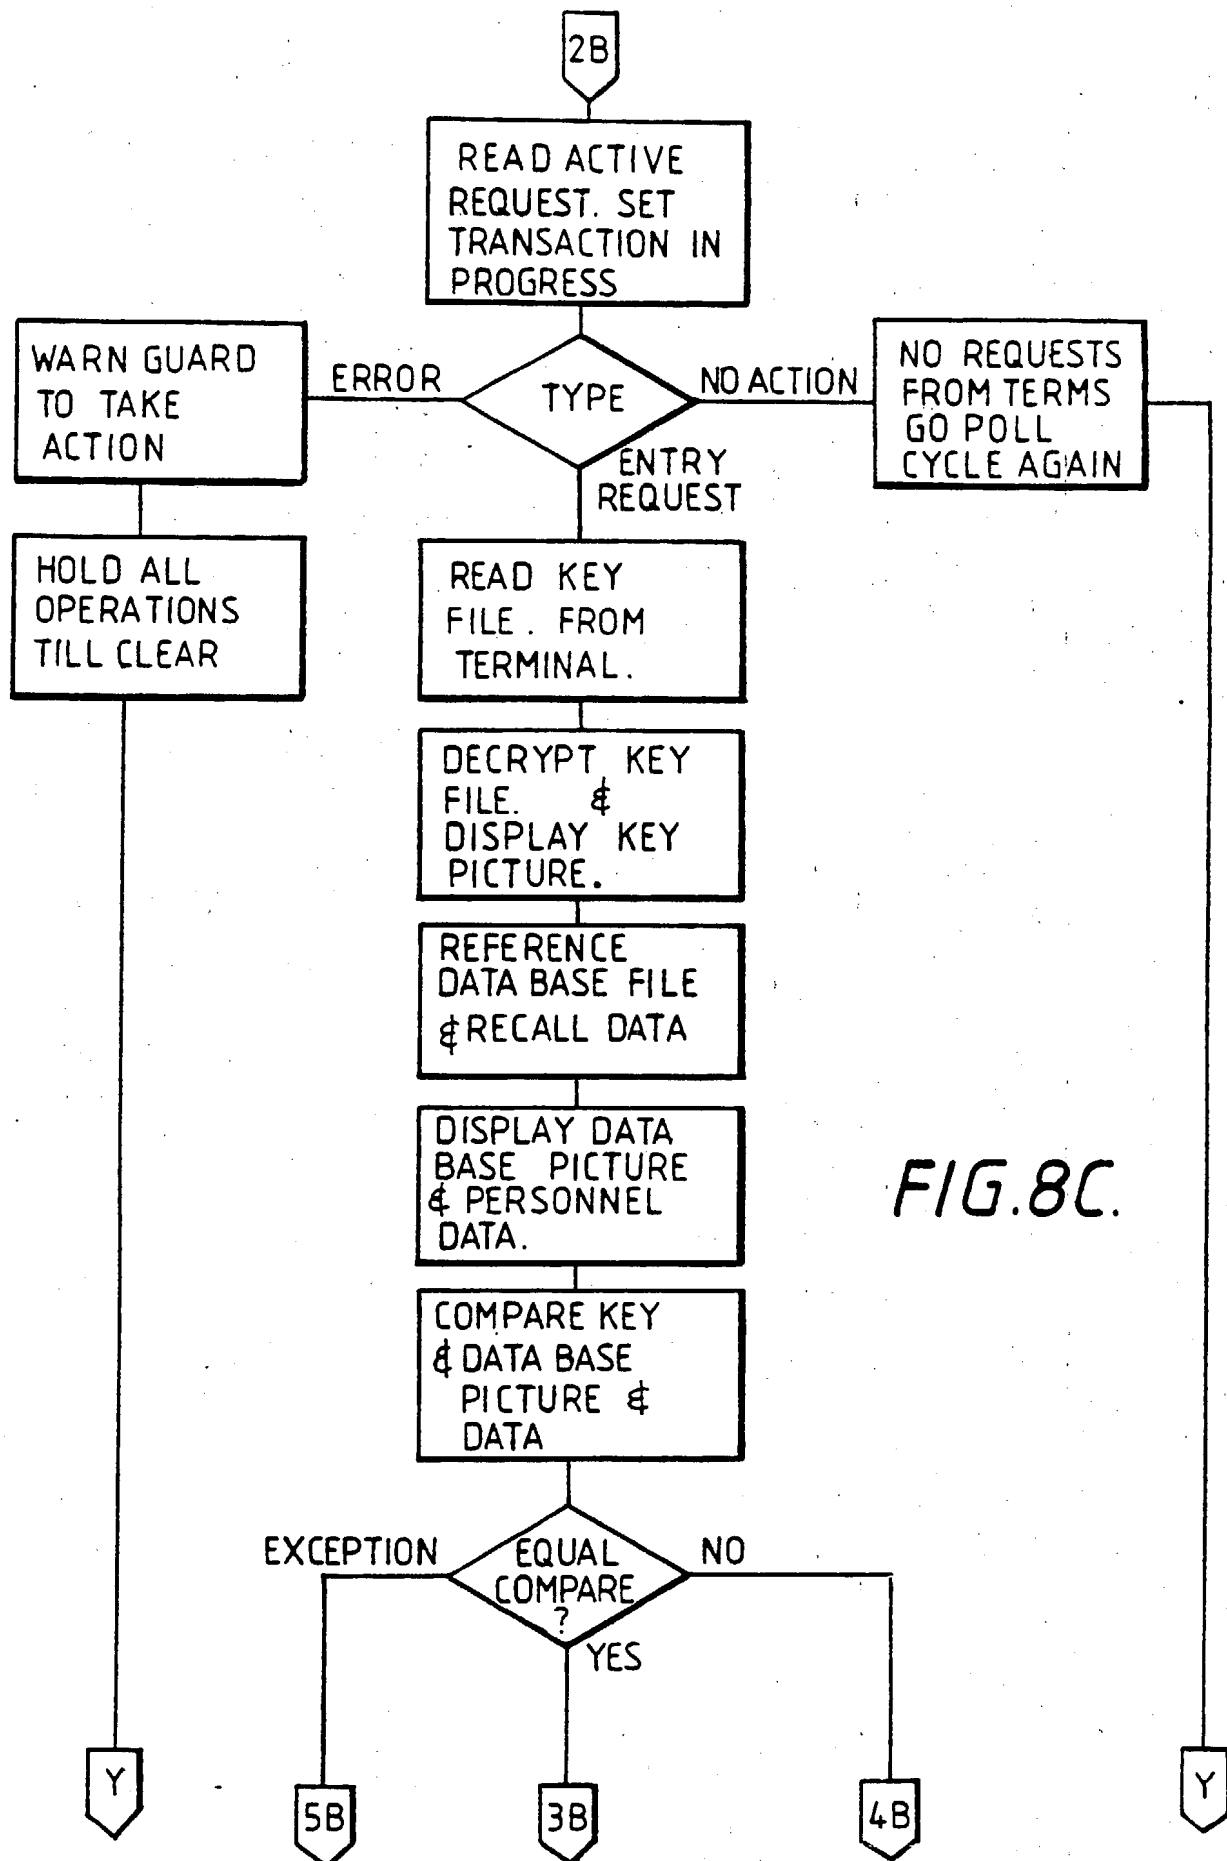 2B
READ ACTIVE
REQUEST. SET
TRANSACTION IN
PROGRESS
WARN GUARD
TO TAKE
ACTION
ERROR
TYPE
NO ACTION
NO REQUESTS
FROM TERMS
GO POLL
CYCLE AGAIN
ENTRY
REQUEST
HOLD ALL
OPERATIONS
TILL CLEAR
READ KEY
FILE. FROM
TERMINAL.
DECRYPT KEY
FILE. &
DISPLAY KEY
PICTURE.
REFERENCE
DATA BASE FILE
& RECALL DATA
DISPLAY DATA
BASE PICTURE
& PERSONNEL
DATA.
FIG.8C.
COMPARE KEY
& DATA BASE
PICTURE &
DATA
EXCEPTION
EQUAL
COMPARE
?
NO
YES
Y
5B
3B
4B
Y